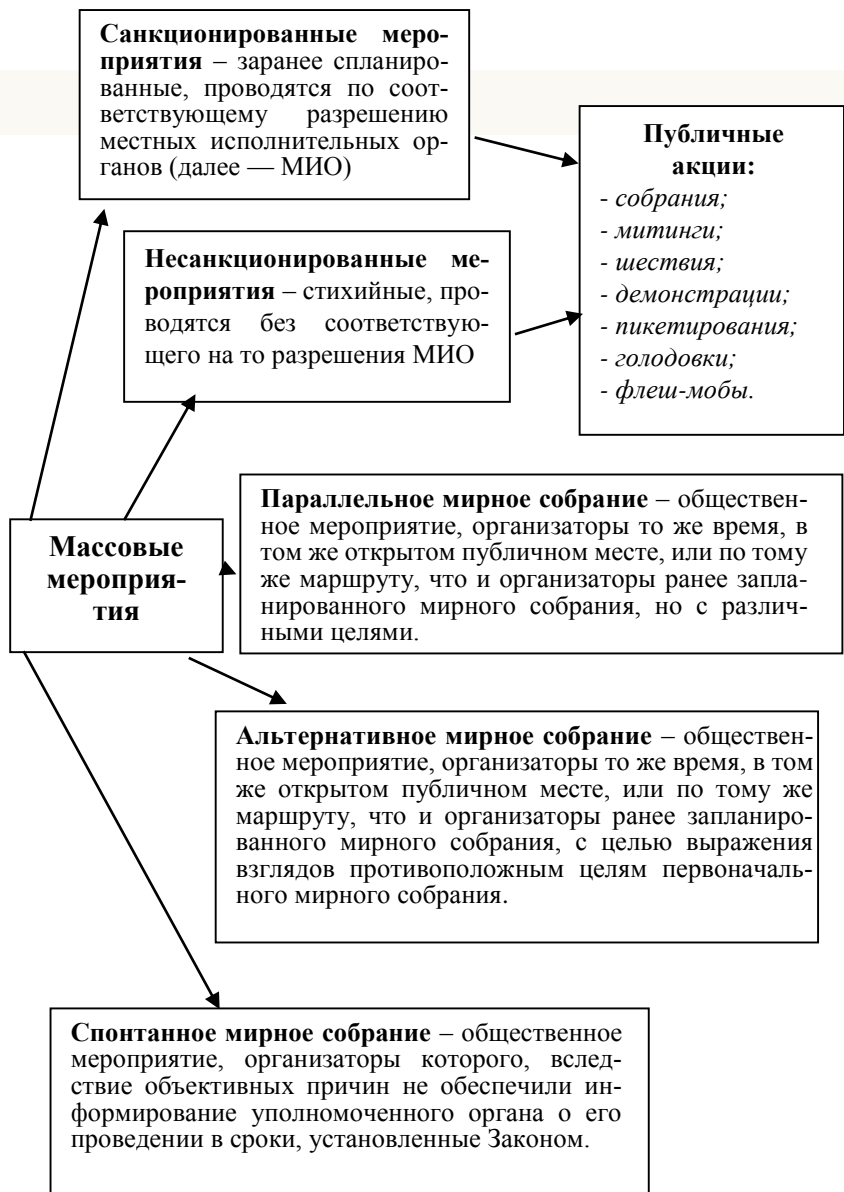 Санкционированные меро-
приятия – заранее спланиро-
ванные, проводятся по соот-
ветствующему разрешению
местных исполнительных ор-
ганов (далее — МИО)
Публичные
акции:
- собрания;
- митинги;
- шествия;
- демонстрации;
- пикетирования;
- голодовки;
- флеш-мобы.
Несанкционированные ме-
роприятия – стихийные, про-
водятся без соответствую-
щего на то разрешения МИО
Массовые
мероприя-
тия
Параллельное мирное собрание – обществен-
ное мероприятие, организаторы то же время, в
том же открытом публичном месте, или по тому
же маршруту, что и организаторы ранее запла-
нированного мирного собрания, но с различ-
ными целями.
Альтернативное мирное собрание – обществен-
ное мероприятие, организаторы то же время, в том
же открытом публичном месте, или по тому же
маршруту, что и организаторы ранее запланиро-
ванного мирного собрания, с целью выражения
взглядов противоположным целям первоначаль-
ного мирного собрания.
Спонтанное мирное собрание – общественное
мероприятие, организаторы которого, вслед-
ствие объективных причин не обеспечили ин-
формирование уполномоченного органа о его
проведении в сроки, установленные Законом.